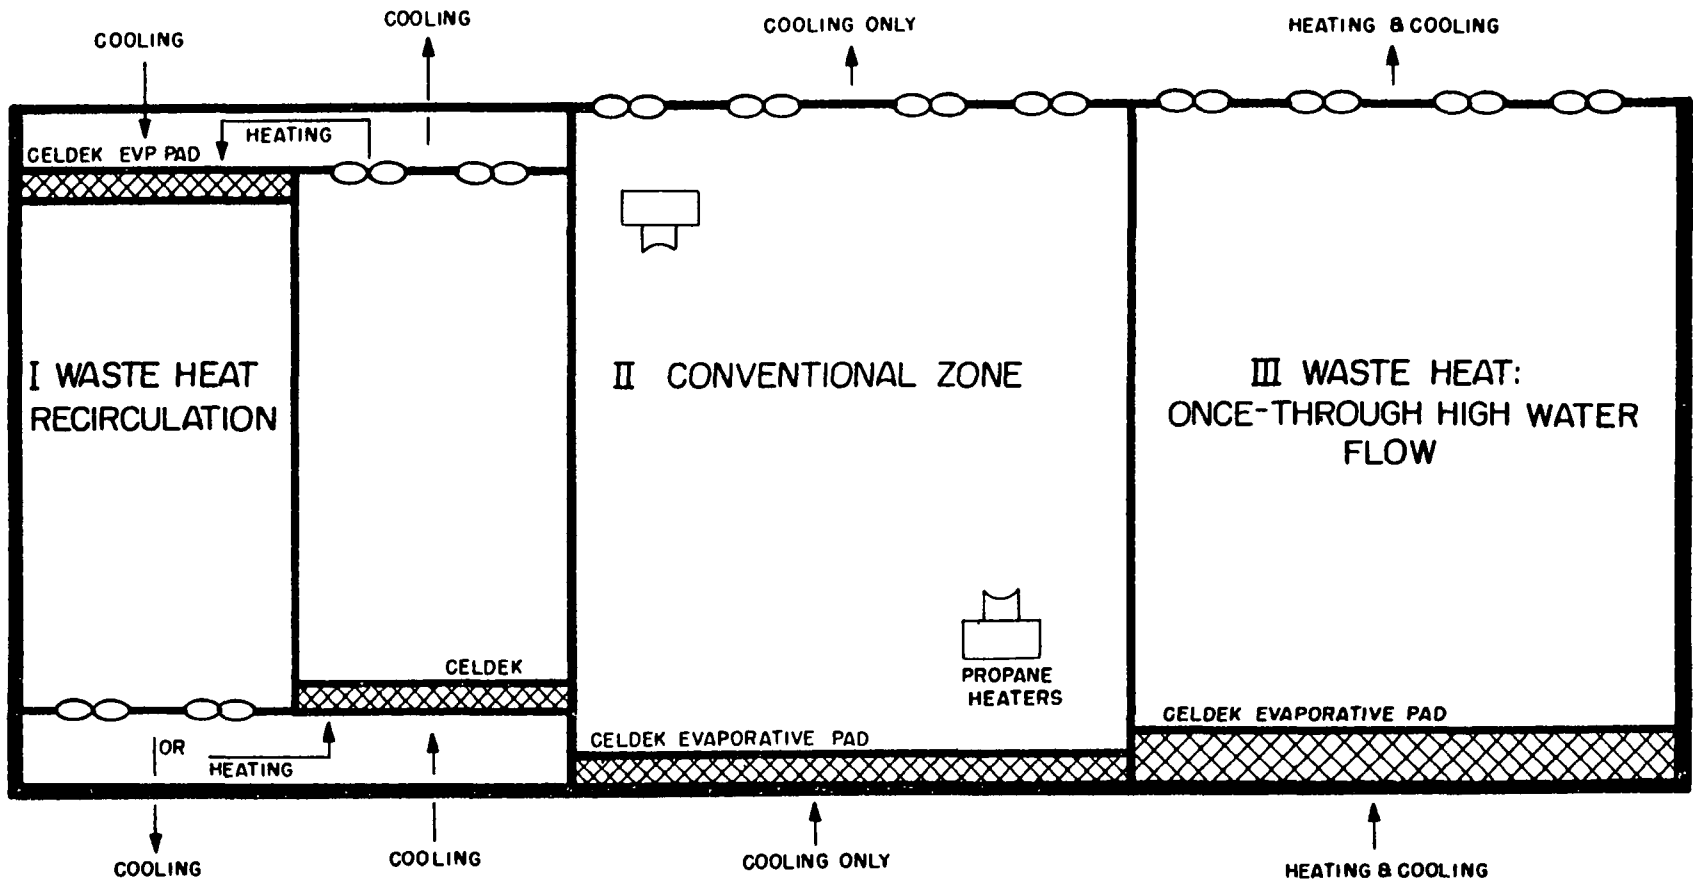 COOLING
COOLING
COOLING ONLY
HEATING & COOLING
HEATING
CELDEK EVP PAD
I WASTE HEAT
RECIRCULATION
II CONVENTIONAL ZONE
III WASTE HEAT:
ONCE-THROUGH HIGH WATER
FLOW
CELDEK
PROPANE
HEATERS
CELDEK EVAPORATIVE PAD
CELDEK EVAPORATIVE PAD
OR
HEATING
COOLING
COOLING
COOLING ONLY
HEATING & COOLING